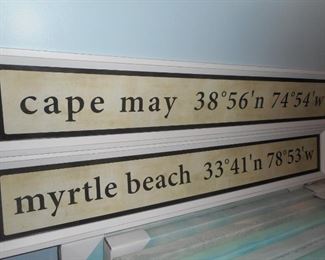 cape may 38°56'n 74°54'w
myrtle beach 33°41'n 78°53'w